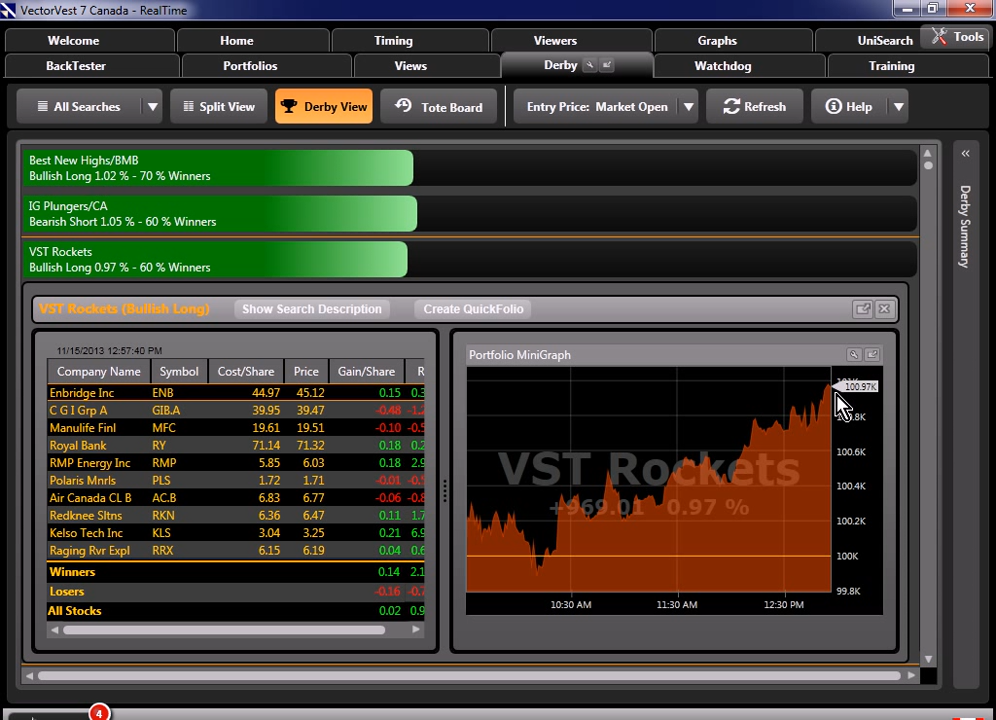 VectorVest 7 Canada - RealTime
Welcome Home Timing Viewers Graphs UniSearch Tools
BackTester Portfolios Views Derby Watchdog Training
All Searches Split View Derby View Tote Board Entry Price: Market Open Refresh Help
Best New Highs/BMB
Bullish Long 1.02 % - 70 % Winners
IG Plungers/CA
Bearish Short 1.05 % - 60 % Winners
VST Rockets
Bullish Long 0.97 % - 60 % Winners
Derby Summary
VST Rockets (Bullish Long) Show Search Description Create QuickFolio
11/15/2013 12:57:40 PM
Company Name Symbol Cost/Share Price Gain/Share
Enbridge Inc ENB 44.97 45.12 0.15
C G I Grp A GIB.A 39.95 39.47 -0.48
Manulife Finl MFC 19.61 19.51 -0.10
Royal Bank RY 71.14 71.32 0.18
RMP Energy Inc RMP 5.85 6.03 0.18
Polaris Mnrls PLS 1.72 1.71 -0.01
Air Canada CL B AC.B 6.83 6.77 -0.06
Redknee Sltns RKN 6.36 6.47 0.11
Kelso Tech Inc KLS 3.04 3.25 0.21
Raging Rvr Expl RRX 6.15 6.19 0.04
Winners 0.14
Losers -0.16
All Stocks 0.02
Portfolio MiniGraph
100.97K
100.6K
100.4K
100.2K
100K
99.8K
VST Rockets
+969.01 0.97 %
10:30 AM 11:30 AM 12:30 PM
4